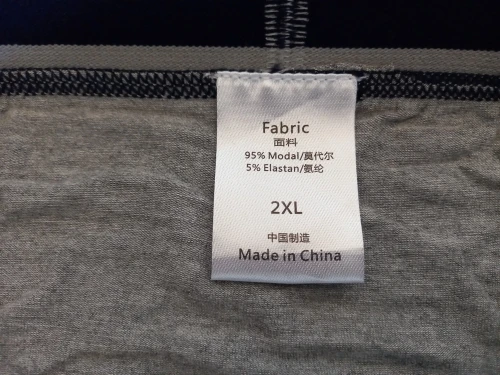 Fabric
面料
95% Modal/莫代尔
5% Elastan/氨纶
2XL
中国制造
Made in China